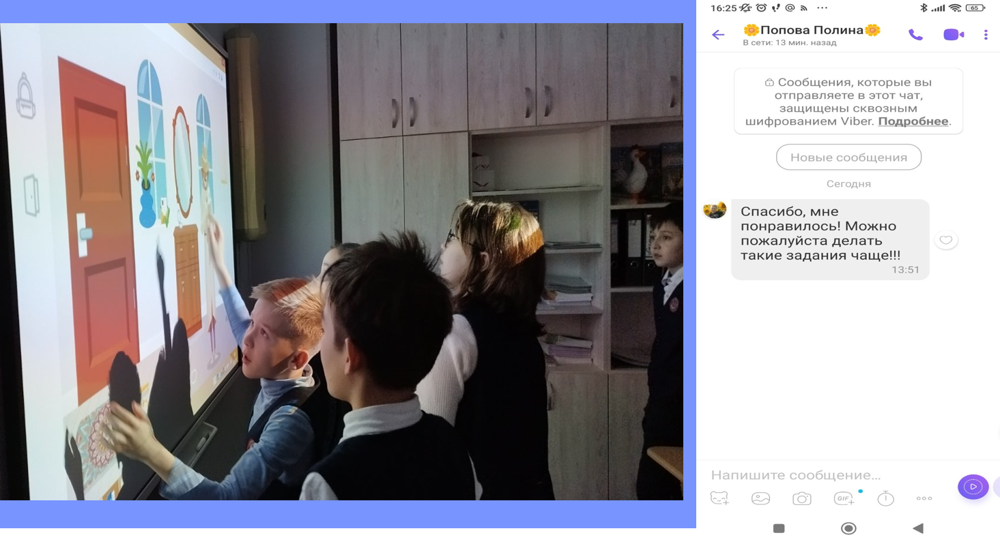 16:25
65
🌼Попова Полина🌼
В сети: 13 мин. назад
Сообщения, которые вы
отправляете в этот чат,
защищены сквозным
шифрованием Viber. Подробнее.
Новые сообщения
Сегодня
Спасибо, мне
понравилось! Можно
пожалуйста делать
такие задания чаще!!!
13:51
Напишите сообщение...
GIF